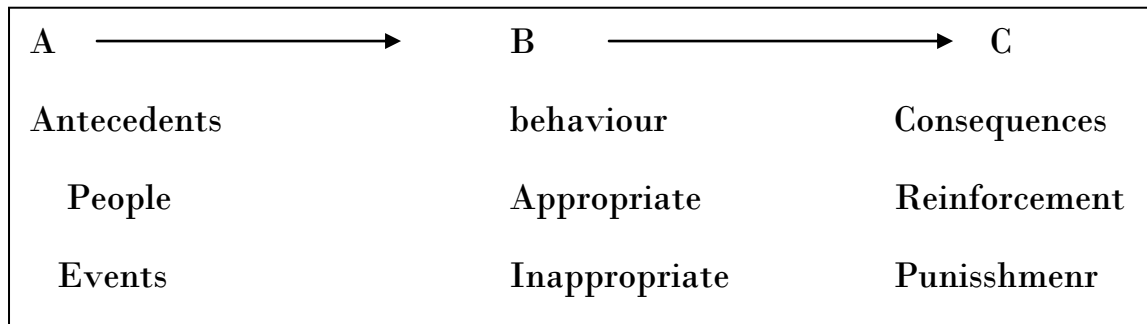 A B C
Antecedents behaviour Consequences
People Appropriate Reinforcement
Events Inappropriate Punisshmenr